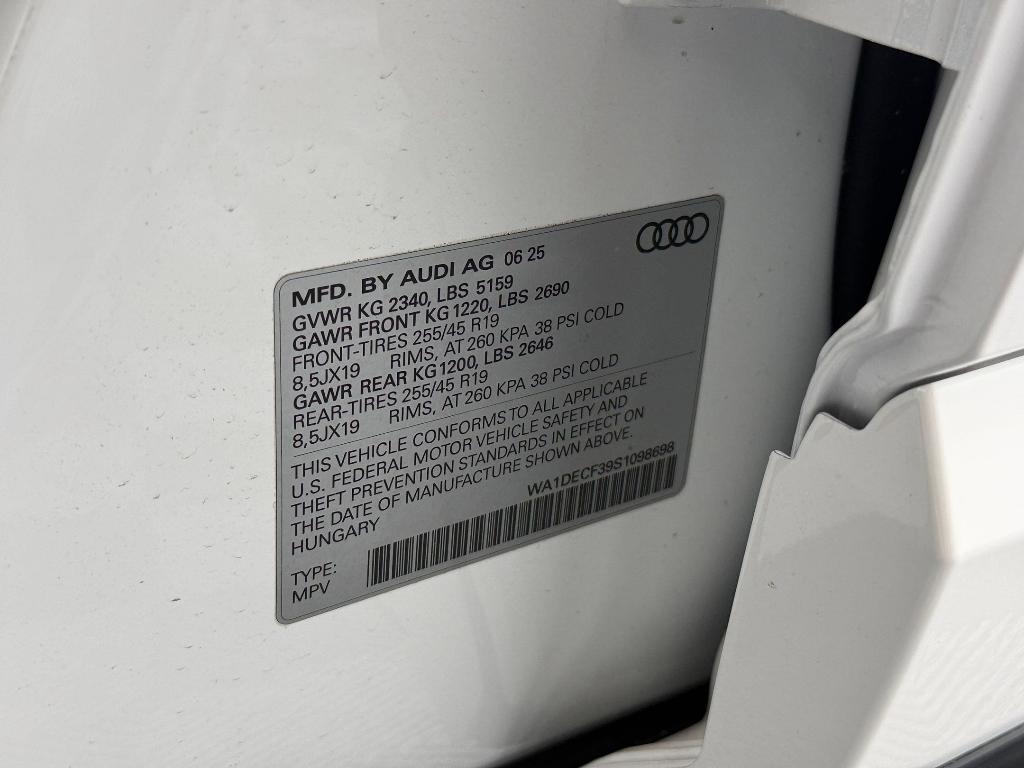 MFD. BY AUDI AG 06 25
GVWR KG 2340, LBS 5159
GAWR FRONT KG 1220, LBS 2690
FRONT-TIRES 255/45 R19
8,5JX19 RIMS, AT 260 KPA 38 PSI COLD
GAWR REAR KG1200, LBS 2646
REAR-TIRES 255/45 R19
8,5JX19 RIMS, AT 260 KPA 38 PSI COLD
THIS VEHICLE CONFORMS TO ALL APPLICABLE
U.S. FEDERAL MOTOR VEHICLE SAFETY AND
THEFT PREVENTION STANDARDS IN EFFECT ON
THE DATE OF MANUFACTURE SHOWN ABOVE.
HUNGARY
WA1DECF39S1098698
TYPE:
MPV